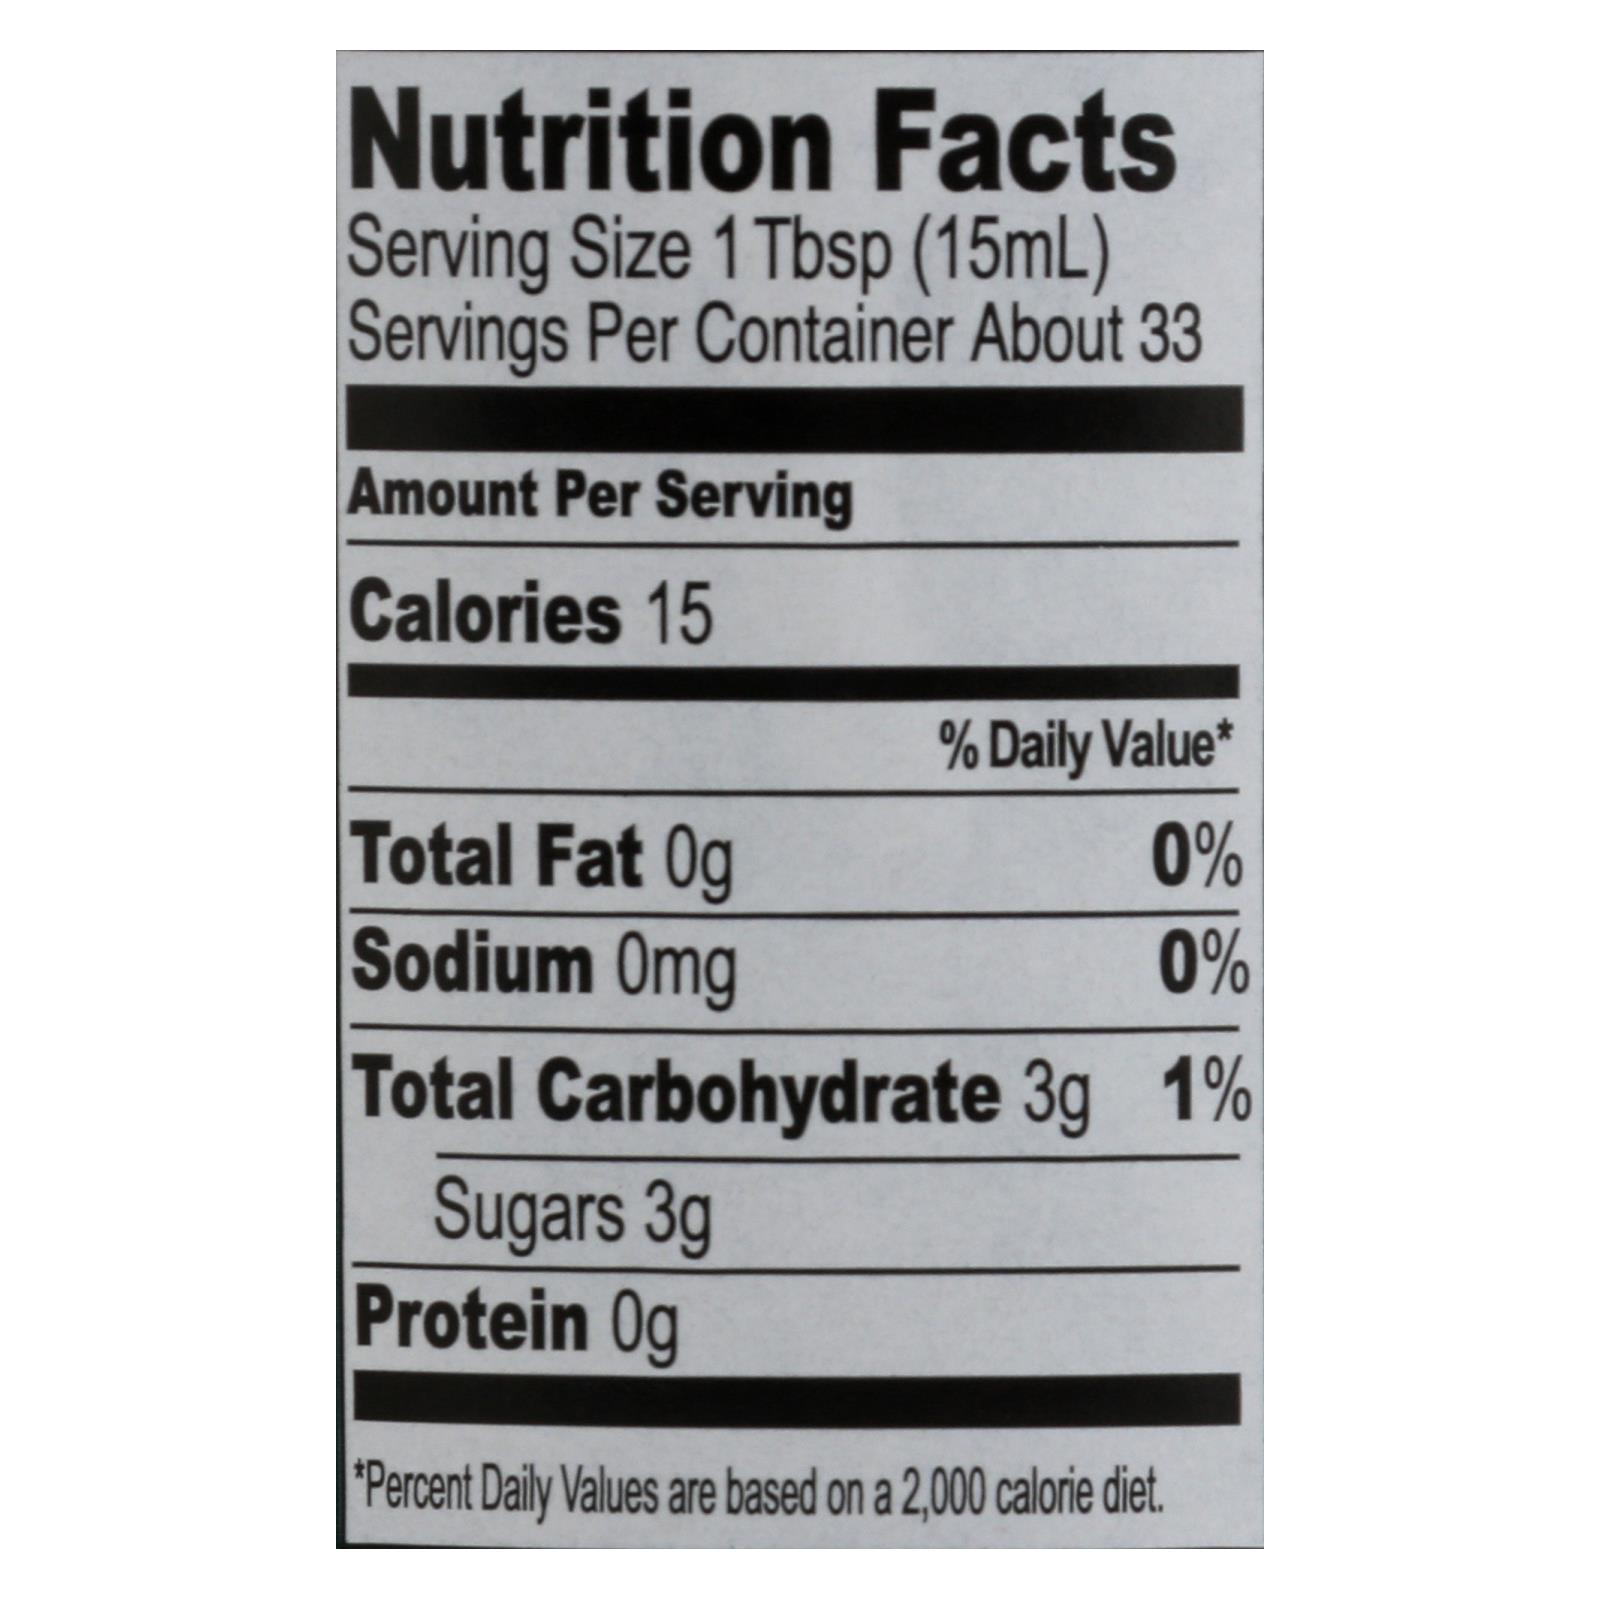 Nutrition Facts
Serving Size 1 Tbsp (15mL)
Servings Per Container About 33
Amount Per Serving
Calories 15
% Daily Value*
Total Fat 0g 0%
Sodium 0mg 0%
Total Carbohydrate 3g 1%
Sugars 3g
Protein 0g
*Percent Daily Values are based on a 2,000 calorie diet.